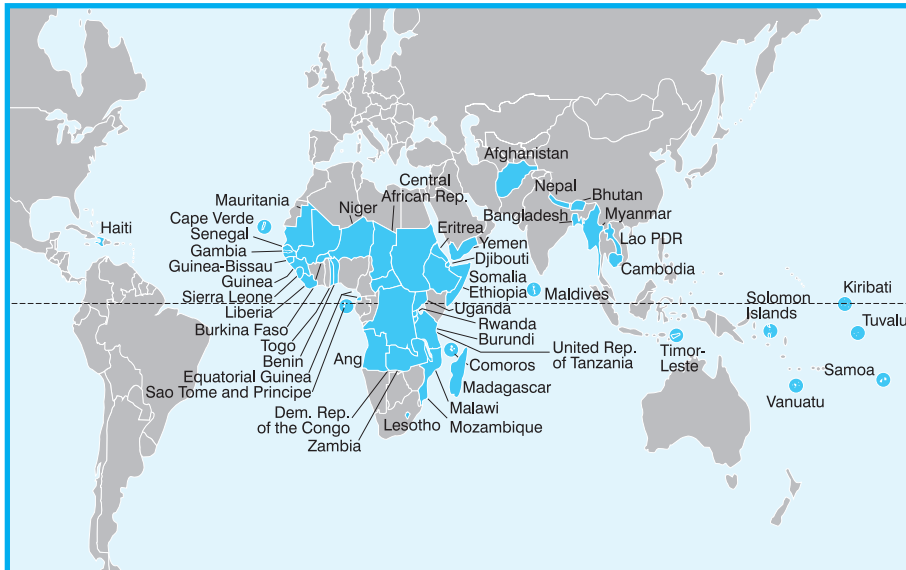 Afghanistan
Central
African Rep.
Nepal
Bhutan
Mauritania
Niger
Cape Verde
Haiti
Senegal
Eritrea
Bangladesh
Myanmar
Gambia
Yemen
Lao PDR
Guinea-Bissau
Djibouti
Guinea
Somalia
Cambodia
Sierra Leone
Ethiopia
Maldives
Kiribati
Liberia
Uganda
Solomon
Islands
Burkina Faso
Rwanda
Tuvalu
Togo
Burundi
Benin
United Rep.
of Tanzania
Timor-
Leste
Ang
Comoros
Samoa
Equatorial Guinea
Sao Tome and Principe
Madagascar
Vanuatu
Dem. Rep.
of the Congo
Malawi
Lesotho
Mozambique
Zambia